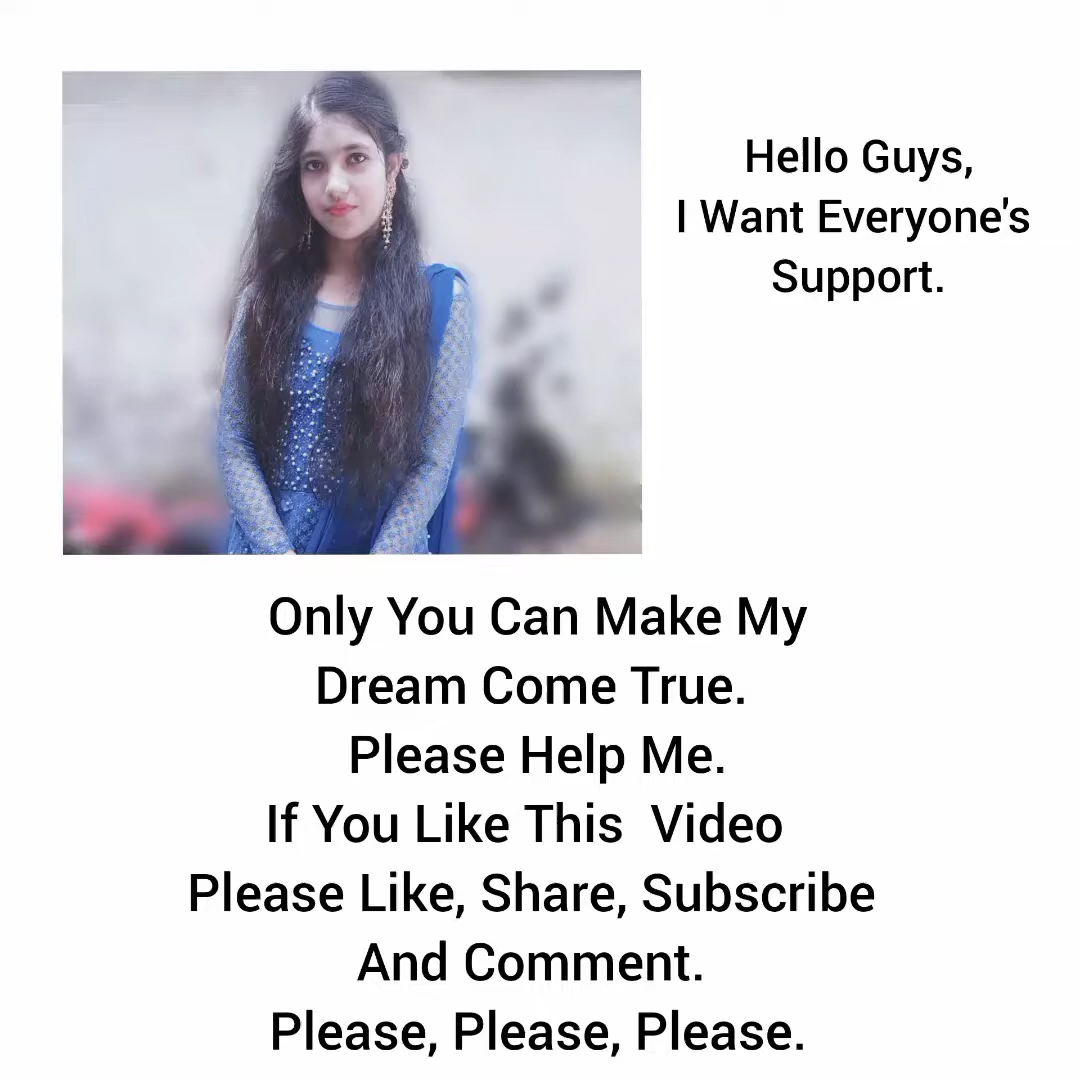 Hello Guys,
I Want Everyone's
Support.
Only You Can Make My
Dream Come True.
Please Help Me.
If You Like This  Video
Please Like, Share, Subscribe
And Comment.
Please, Please, Please.